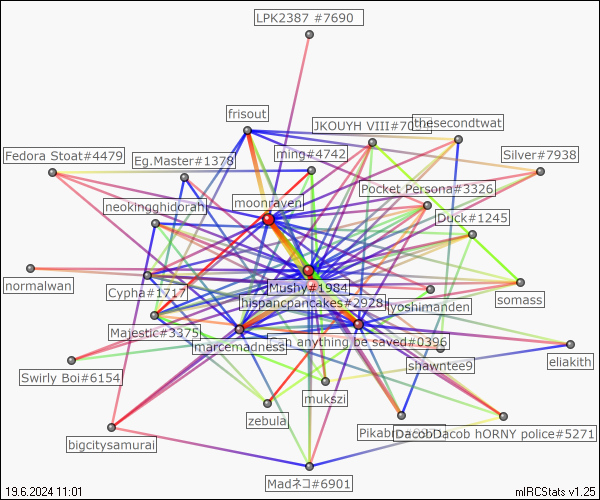 LPK2387 #7690
frisout
JKOUYH VIII#70
thesecondtwat
Fedora Stoat#4479
Eg.Master#1378
ming#4742
Silver#7938
Pocket Persona#3326
neokingghidorah
moonraven
Duck#1245
normalwan
Cypha#1717
Mushy#1984
hispancpancakes#2928
yoshimanden
somass
Majestic#3375
marcemadness
Can anything be saved#0396
eliakith
shawntee9
Swirly Boi#6154
mukszi
zebula
bigcitysamurai
DacobDacob hORNY police#5271
Madネコ#6901
19.6.2024 11:01
mIRCStats v1.25